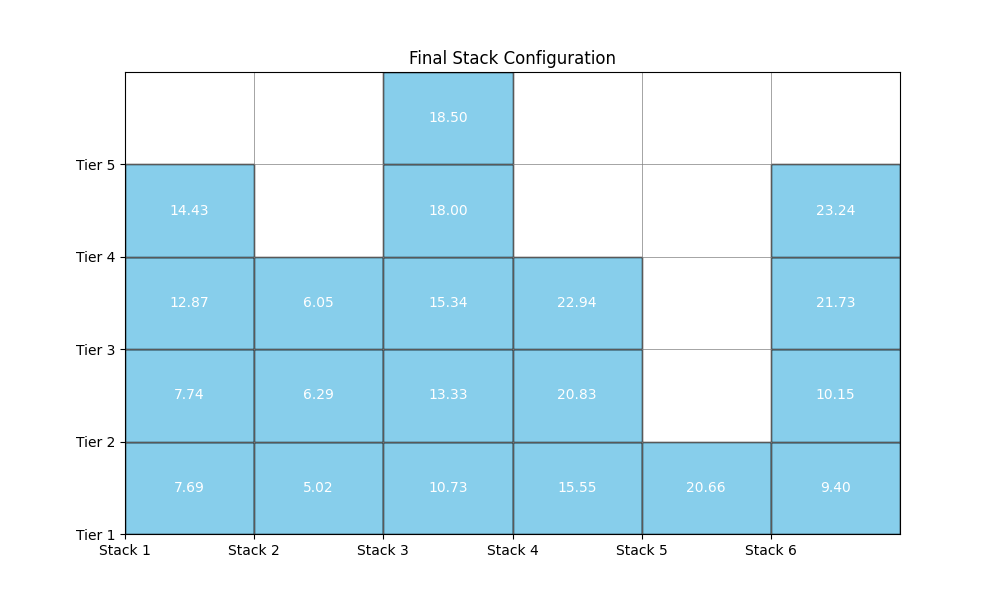 Final Stack Configuration
18.50
Tier 5
14.43 18.00 23.24
Tier 4
12.87 6.05 15.34 22.94 21.73
Tier 3
7.74 6.29 13.33 20.83 10.15
Tier 2
7.69 5.02 10.73 15.55 20.66 9.40
Tier 1
Stack 1 Stack 2 Stack 3 Stack 4 Stack 5 Stack 6